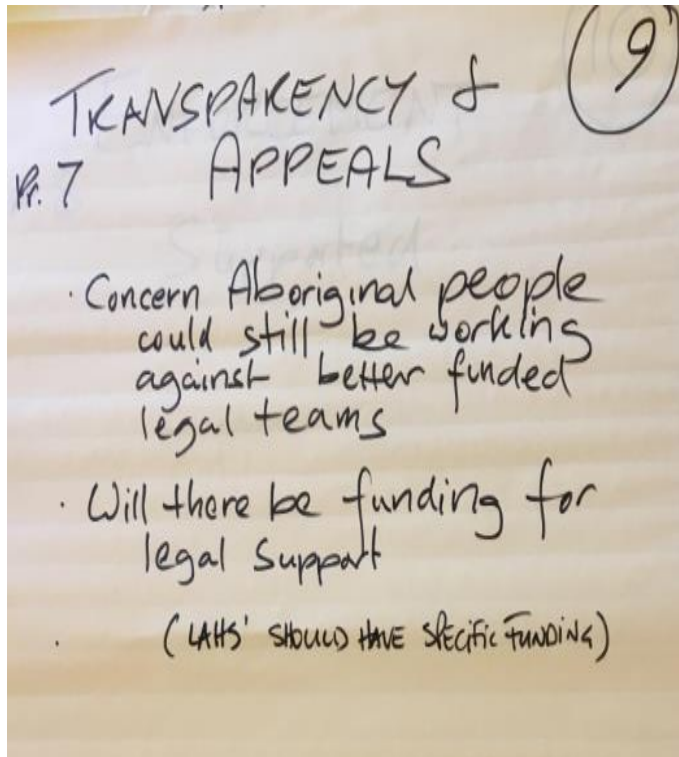 9
TRANSPARENCY &
Pr. 7 APPEALS
· Concern Aboriginal people
could still be working
against better funded
legal teams
· Will there be funding for
legal support
· (LAHS' SHOULD HAVE SPECIFIC FUNDING)